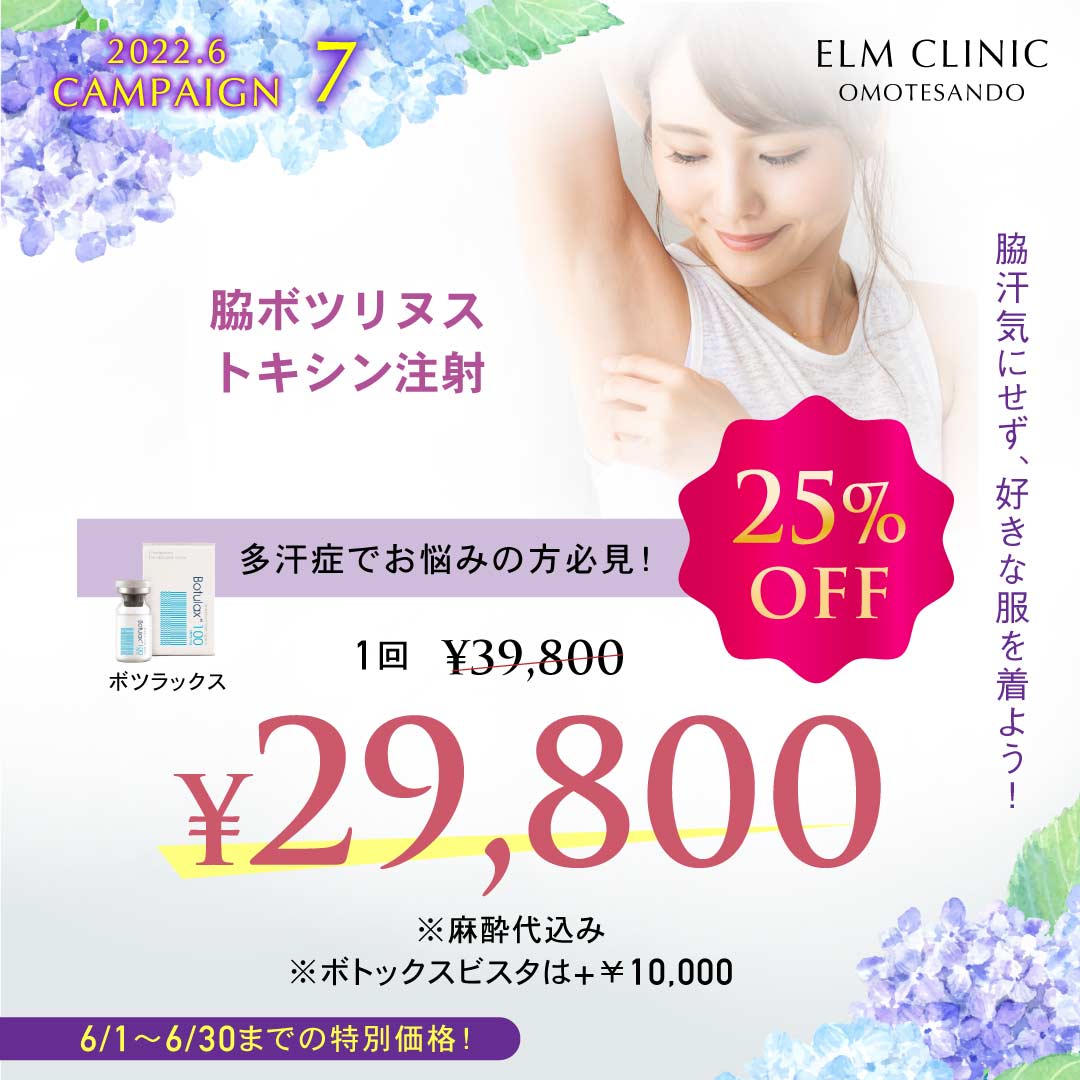 2022.6
CAMPAIGN 7
ELM CLINIC
OMOTESANDO
脇ボツリヌス
トキシン注射
脇汗気にせず、好きな服を着よう!
25%
OFF
多汗症でお悩みの方必見!
Botulax 100
Botulax 100
ボツラックス
1回 ¥39,800
¥29,800
※麻酔代込み
※ボトックスビスタは+¥10,000
6/1〜6/30までの特別価格!